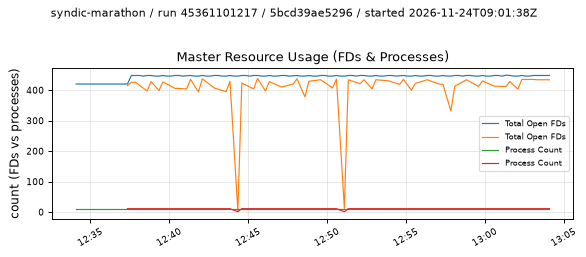 syndic-marathon / run 45361101217 / 5bcd39ae5296 / started 2026-11-24T09:01:38Z
Master Resource Usage (FDs & Processes)
count (FDs vs processes)
400
300
200
100
0
Total Open FDs
Total Open FDs
Process Count
Process Count
12:35
12:40
12:45
12:50
12:55
13:00
13:05